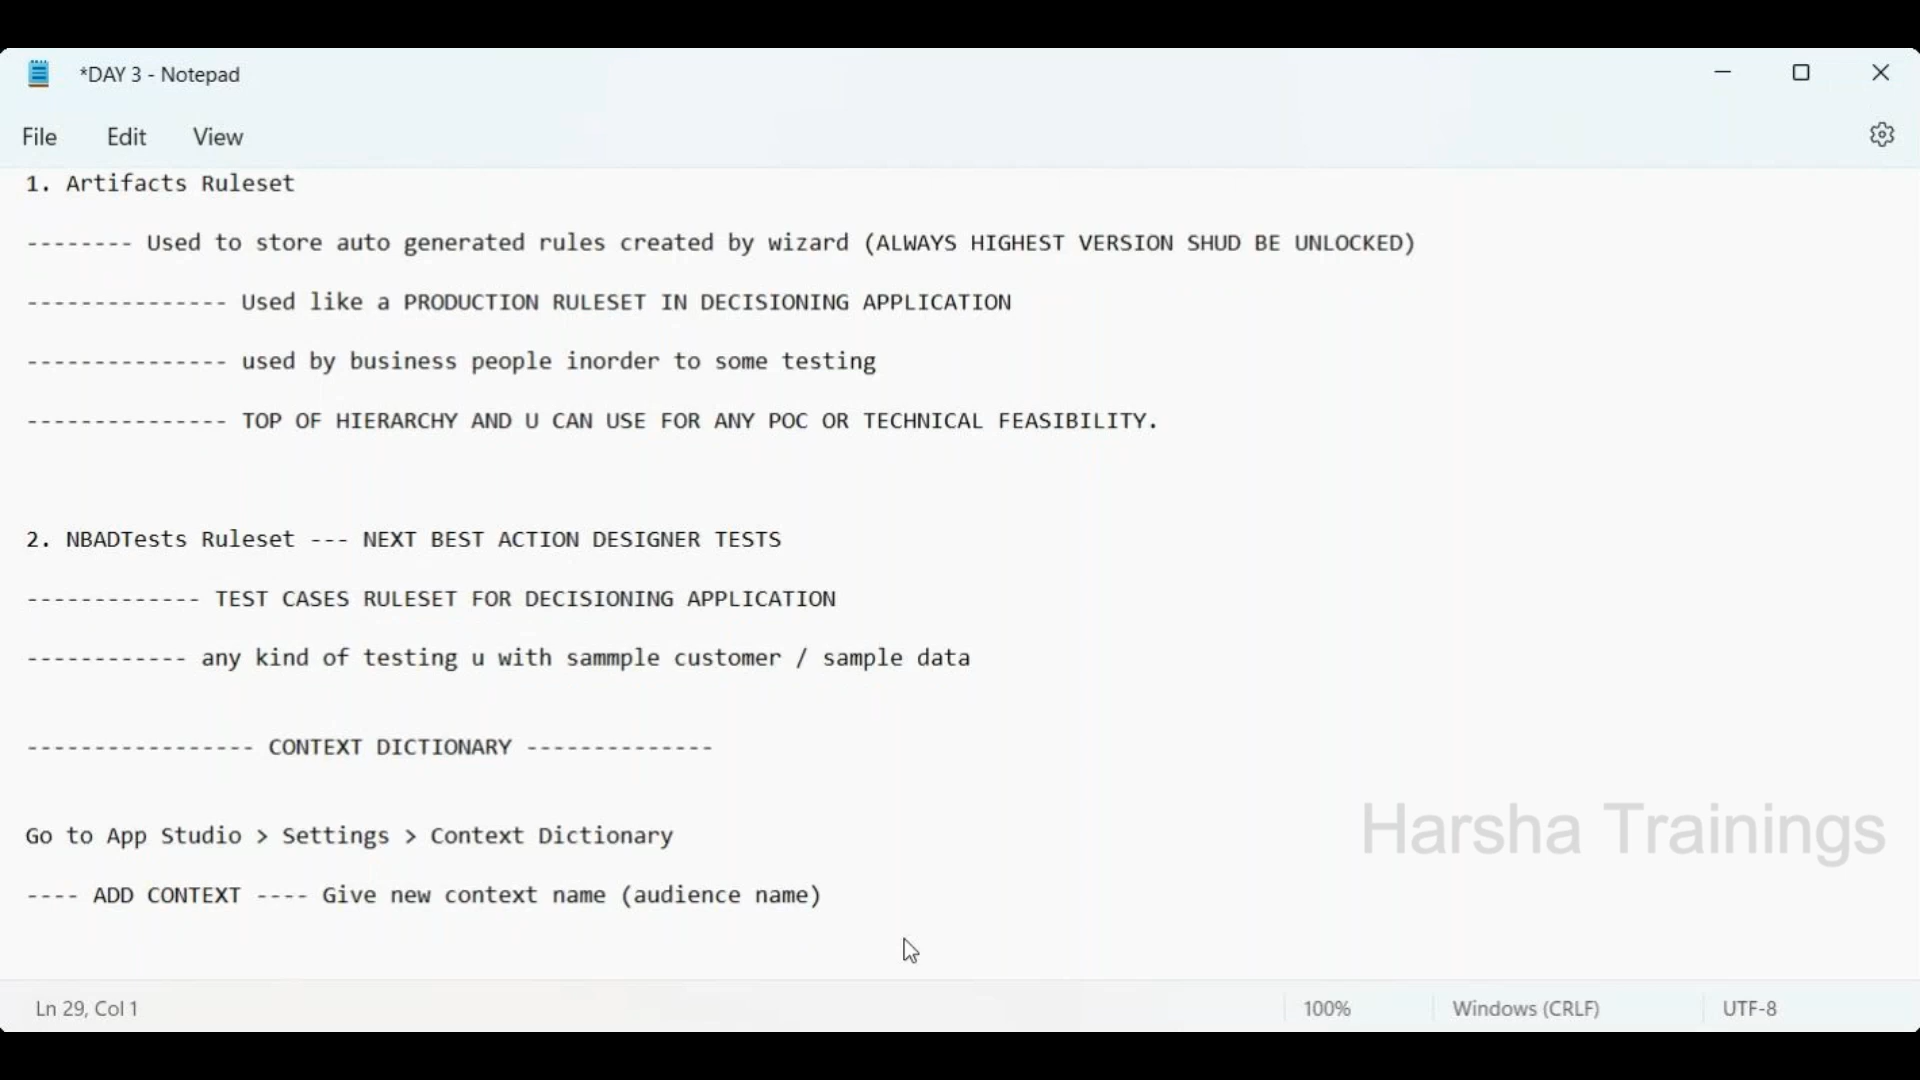 *DAY 3 - Notepad
File Edit View
1. Artifacts Ruleset
-------- Used to store auto generated rules created by wizard (ALWAYS HIGHEST VERSION SHUD BE UNLOCKED)
--------------- Used like a PRODUCTION RULESET IN DECISIONING APPLICATION
--------------- used by business people inorder to some testing
--------------- TOP OF HIERARCHY AND U CAN USE FOR ANY POC OR TECHNICAL FEASIBILITY.
2. NBADTests Ruleset --- NEXT BEST ACTION DESIGNER TESTS
------------- TEST CASES RULESET FOR DECISIONING APPLICATION
------------ any kind of testing u with sammple customer / sample data
----------------- CONTEXT DICTIONARY --------------
Go to App Studio > Settings > Context Dictionary
---- ADD CONTEXT ---- Give new context name (audience name)
Harsha Trainings
Ln 29, Col 1 100% Windows (CRLF) UTF-8